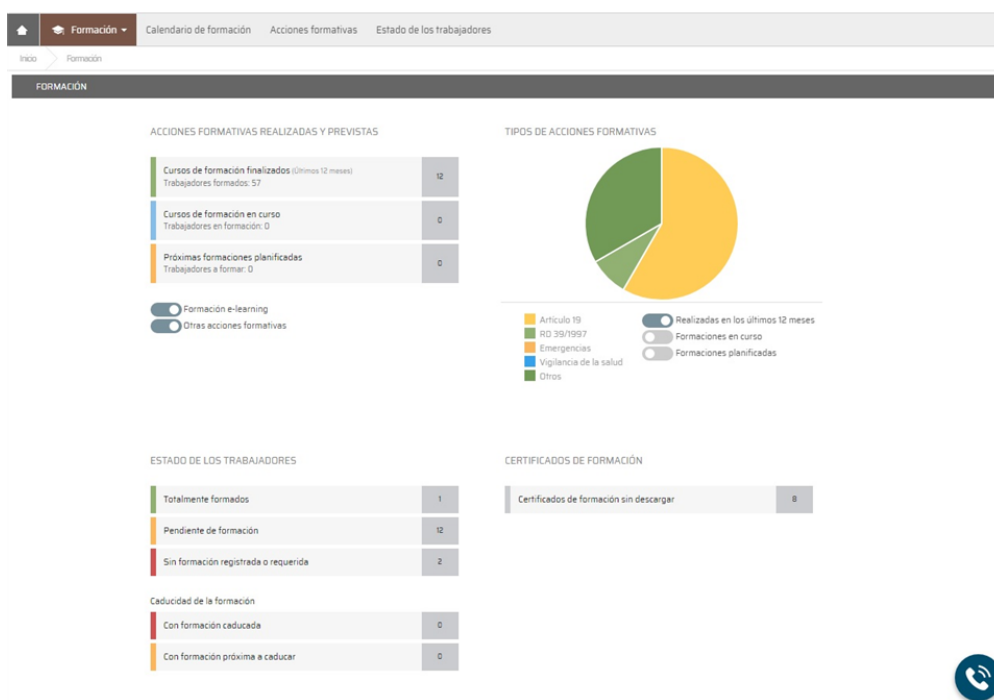 Formación
Calendario de formación
Acciones formativas
Estado de los trabajadores
Inicio
Formación
FORMACIÓN
ACCIONES FORMATIVAS REALIZADAS Y PREVISTAS
Cursos de formación finalizados (Últimos 12 meses)
Trabajadores formados: 57
12
Cursos de formación en curso
Trabajadores en formación: 0
0
Próximas formaciones planificadas
Trabajadores a formar: 0
0
Formación e-learning
Otras acciones formativas
TIPOS DE ACCIONES FORMATIVAS
Artículo 19
RD 39/1997
Emergencias
Vigilancia de la salud
Otros
Realizadas en los últimos 12 meses
Formaciones en curso
Formaciones planificadas
ESTADO DE LOS TRABAJADORES
Totalmente formados
1
Pendiente de formación
12
Sin formación registrada o requerida
2
Caducidad de la formación
Con formación caducada
0
Con formación próxima a caducar
0
CERTIFICADOS DE FORMACIÓN
Certificados de formación sin descargar
8